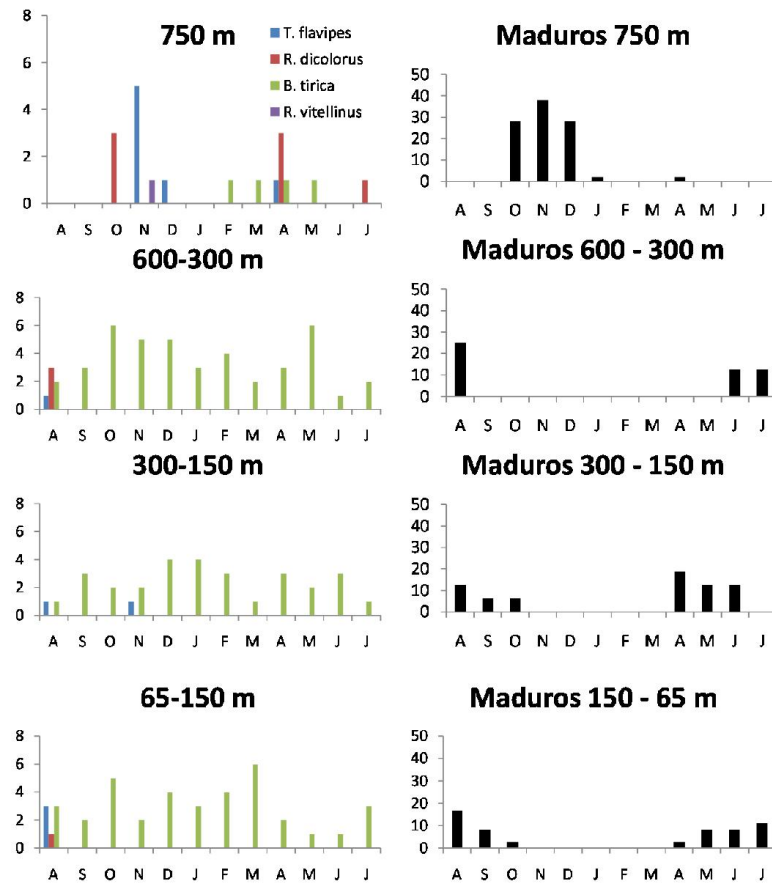 750 m
T. flavipes
R. dicolorus
B. tirica
R. vitellinus
8
6
4
2
0
A S O N D J F M A M J J
Maduros 750 m
50
40
30
20
10
0
A S O N D J F M A M J J
600-300 m
8
6
4
2
0
A S O N D J F M A M J J
Maduros 600 - 300 m
50
40
30
20
10
0
A S O N D J F M A M J J
300-150 m
8
6
4
2
0
A S O N D J F M A M J J
Maduros 300 - 150 m
50
40
30
20
10
0
A S O N D J F M A M J J
65-150 m
8
6
4
2
0
A S O N D J F M A M J J
Maduros 150 - 65 m
50
40
30
20
10
0
A S O N D J F M A M J J